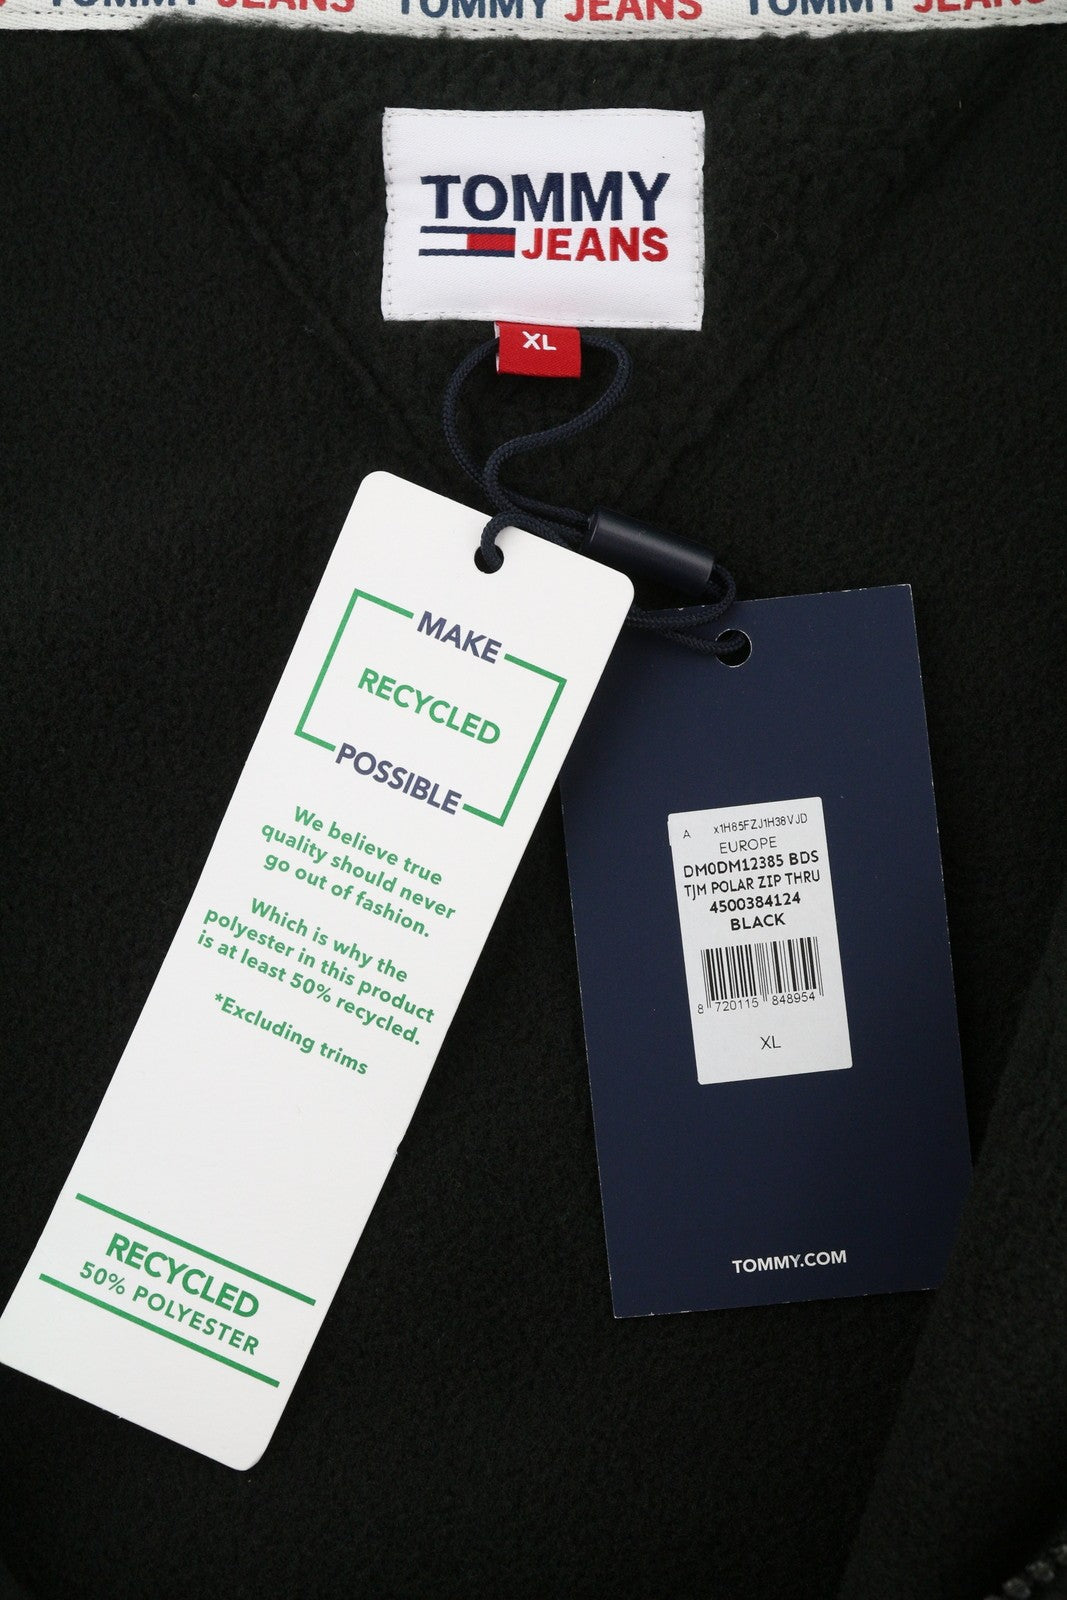 TOMMY JEANS TOMMY JEANS TOMMY JEANS
TOMMY
JEANS
XL
MAKE
RECYCLED
POSSIBLE
We believe true
quality should never
go out of fashion.
Which is why the
polyester in this product
is at least 50% recycled.
*Excluding trims
RECYCLED
50% POLYESTER
A x1H85FZJ1H38VJD
EUROPE
DM0DM12385 BDS
TJM POLAR ZIP THRU
4500384124
BLACK
8 720115 848954
XL
TOMMY.COM